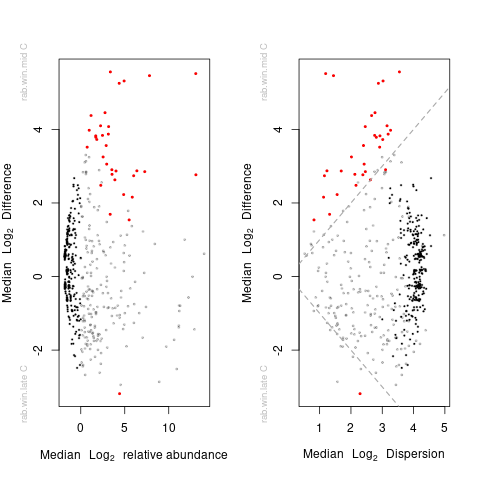 rab.win.mid C
rab.win.late C
Median Log2 Difference
4
2
0
-2
0 5 10
Median Log2 relative abundance
rab.win.mid C
rab.win.late C
Median Log2 Difference
4
2
0
-2
1 2 3 4 5
Median Log2 Dispersion